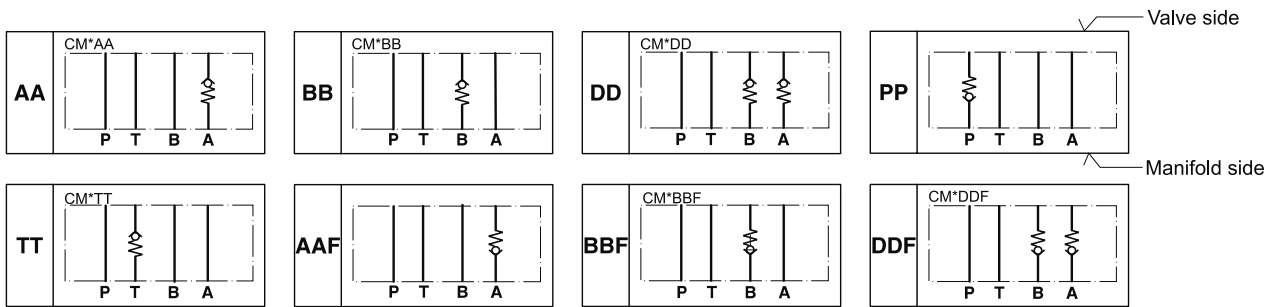 Valve side
AA
CM*AA
P T B A
BB
CM*BB
P T B A
DD
CM*DD
P T B A
PP
P T B A
Manifold side
TT
CM*TT
P T B A
AAF
P T B A
BBF
CM*BBF
P T B A
DDF
CM*DDF
P T B A